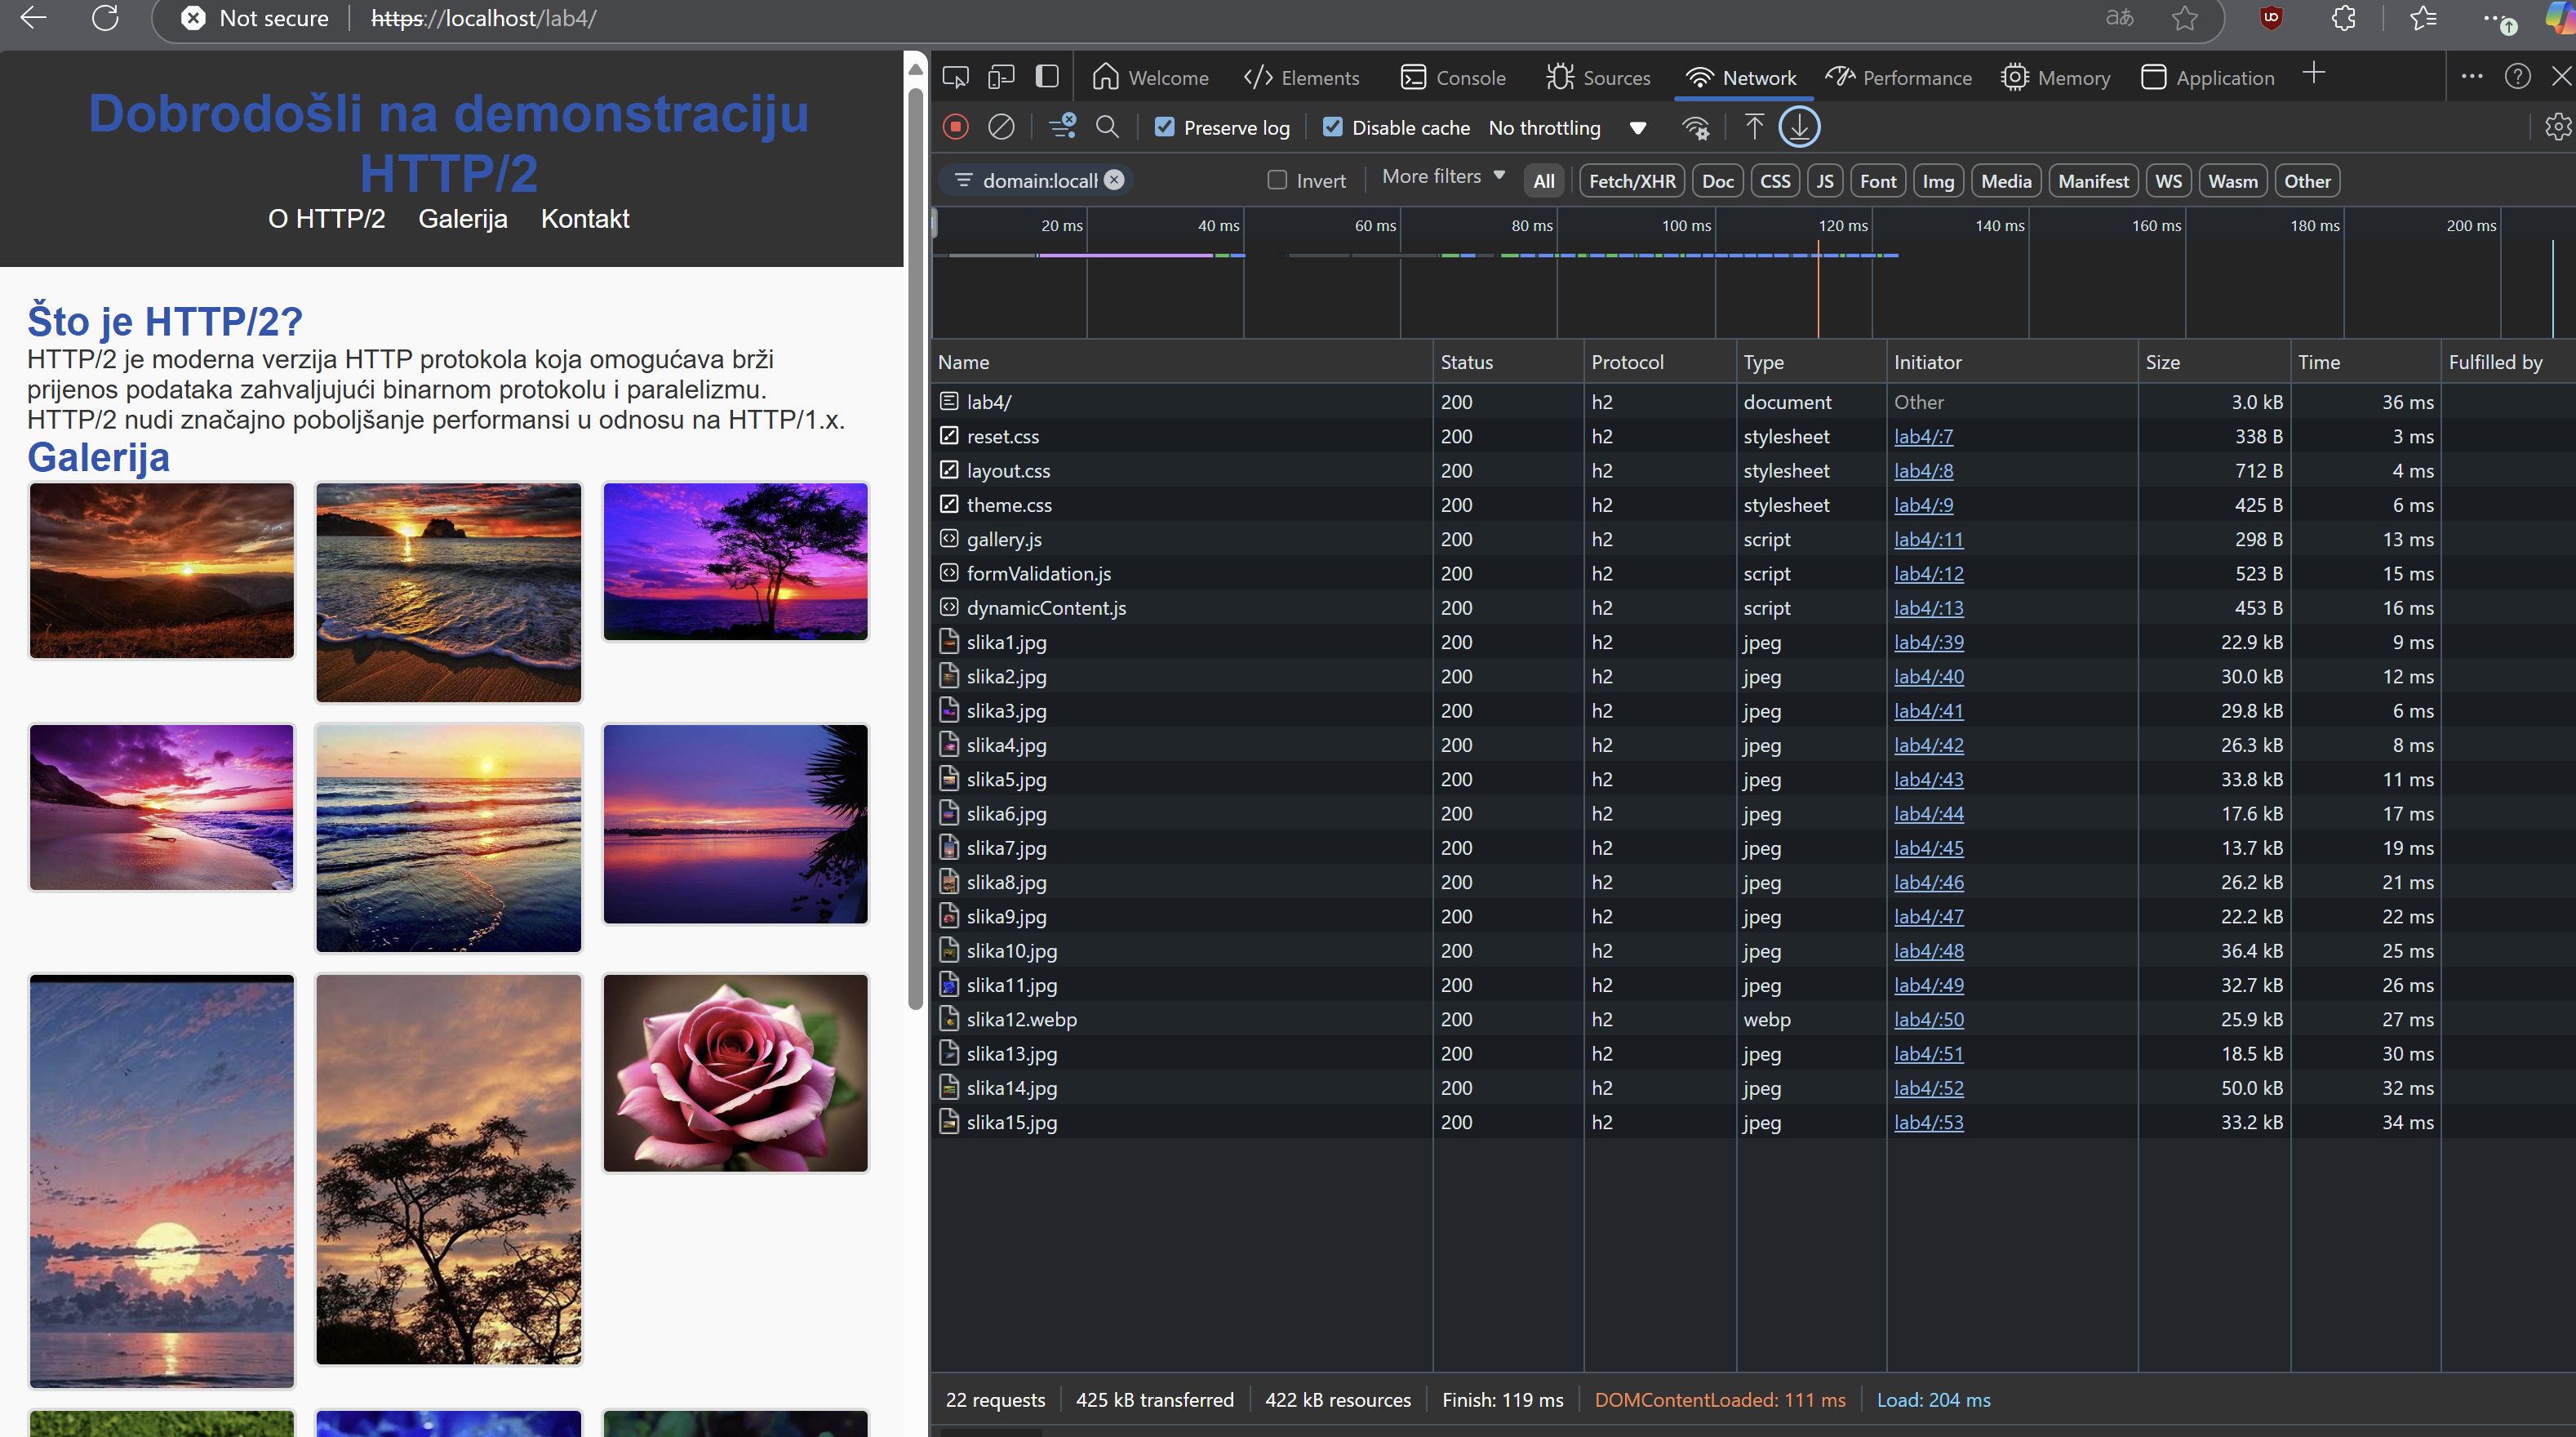 Not secure
https://localhost/lab4/
aあ
Dobrodošli na demonstraciju
HTTP/2
O HTTP/2 Galerija Kontakt
Što je HTTP/2?
HTTP/2 je moderna verzija HTTP protokola koja omogućava brži
prijenos podataka zahvaljujući binarnom protokolu i paralelizmu.
HTTP/2 nudi značajno poboljšanje performansi u odnosu na HTTP/1.x.
Galerija
Welcome Elements Console Sources Network Performance Memory Application
Preserve log Disable cache No throttling
domain:locall Invert More filters All Fetch/XHR Doc CSS JS Font Img Media Manifest WS Wasm Other
20 ms 40 ms 60 ms 80 ms 100 ms 120 ms 140 ms 160 ms 180 ms 200 ms
Name Status Protocol Type Initiator Size Time Fulfilled by
lab4/ 200 h2 document Other 3.0 kB 36 ms
reset.css 200 h2 stylesheet lab4/:7 338 B 3 ms
layout.css 200 h2 stylesheet lab4/:8 712 B 4 ms
theme.css 200 h2 stylesheet lab4/:9 425 B 6 ms
gallery.js 200 h2 script lab4/:11 298 B 13 ms
formValidation.js 200 h2 script lab4/:12 523 B 15 ms
dynamicContent.js 200 h2 script lab4/:13 453 B 16 ms
slika1.jpg 200 h2 jpeg lab4/:39 22.9 kB 9 ms
slika2.jpg 200 h2 jpeg lab4/:40 30.0 kB 12 ms
slika3.jpg 200 h2 jpeg lab4/:41 29.8 kB 6 ms
slika4.jpg 200 h2 jpeg lab4/:42 26.3 kB 8 ms
slika5.jpg 200 h2 jpeg lab4/:43 33.8 kB 11 ms
slika6.jpg 200 h2 jpeg lab4/:44 17.6 kB 17 ms
slika7.jpg 200 h2 jpeg lab4/:45 13.7 kB 19 ms
slika8.jpg 200 h2 jpeg lab4/:46 26.2 kB 21 ms
slika9.jpg 200 h2 jpeg lab4/:47 22.2 kB 22 ms
slika10.jpg 200 h2 jpeg lab4/:48 36.4 kB 25 ms
slika11.jpg 200 h2 jpeg lab4/:49 32.7 kB 26 ms
slika12.webp 200 h2 webp lab4/:50 25.9 kB 27 ms
slika13.jpg 200 h2 jpeg lab4/:51 18.5 kB 30 ms
slika14.jpg 200 h2 jpeg lab4/:52 50.0 kB 32 ms
slika15.jpg 200 h2 jpeg lab4/:53 33.2 kB 34 ms
22 requests 425 kB transferred 422 kB resources Finish: 119 ms DOMContentLoaded: 111 ms Load: 204 ms